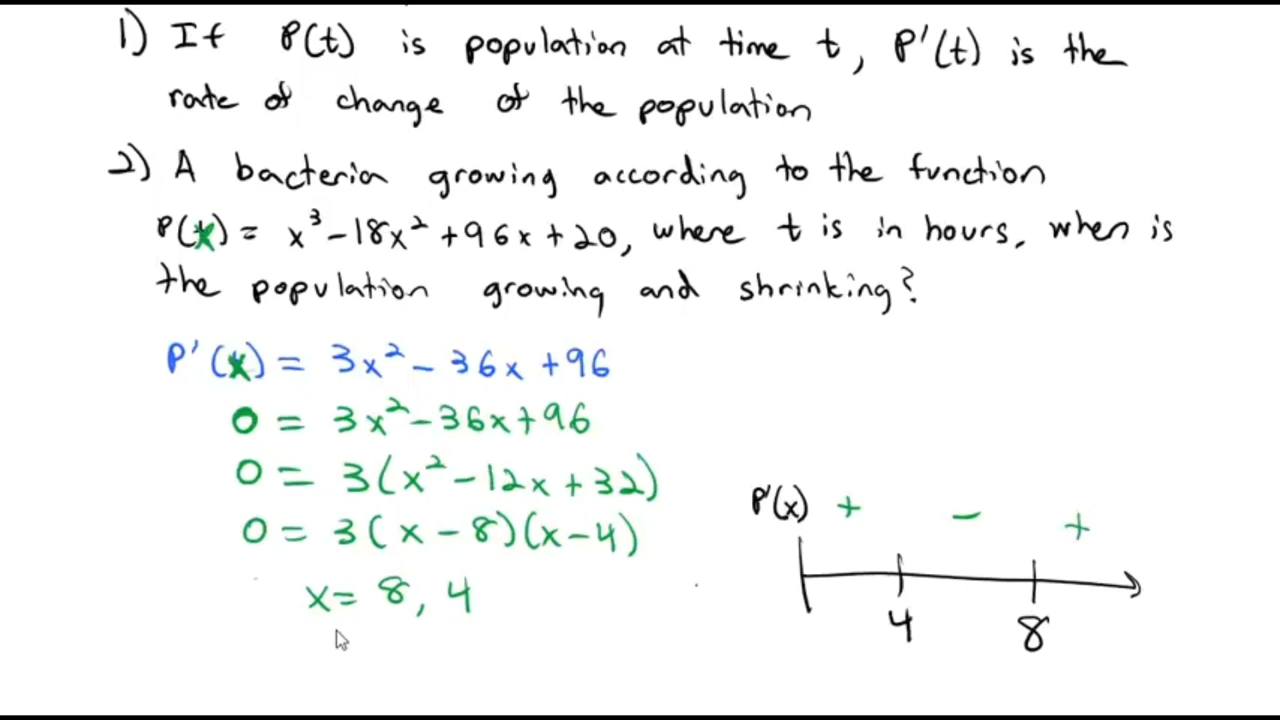 1) If P(t) is population at time t, P'(t) is the
rate of change of the population
2) A bacteria growing according to the function
P(x) = x³ - 18x² + 96x + 20, where t is in hours, when is
the population growing and shrinking?
P'(x) = 3x² - 36x + 96
0 = 3x² - 36x + 96
0 = 3(x² - 12x + 32)
0 = 3(x - 8)(x - 4)
x = 8, 4
P'(x) + - +
4 8